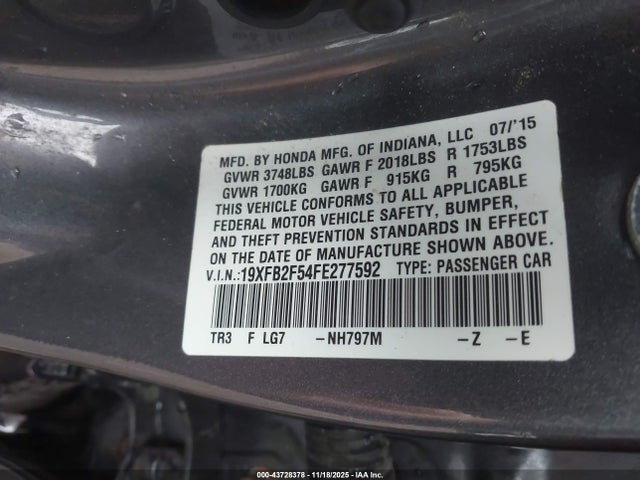 MFD. BY HONDA MFG. OF INDIANA, LLC 07/'15
GVWR 3748LBS GAWR F 2018LBS R 1753LBS
GVWR 1700KG GAWR F 915KG R 795KG
THIS VEHICLE CONFORMS TO ALL APPLICABLE
FEDERAL MOTOR VEHICLE SAFETY, BUMPER,
AND THEFT PREVENTION STANDARDS IN EFFECT
ON THE DATE OF MANUFACTURE SHOWN ABOVE.
V.I.N.:19XFB2F54FE277592 TYPE: PASSENGER CAR
TR3 F LG7 -NH797M -Z -E
000-43728378 - 11/18/2025 - IAA Inc.